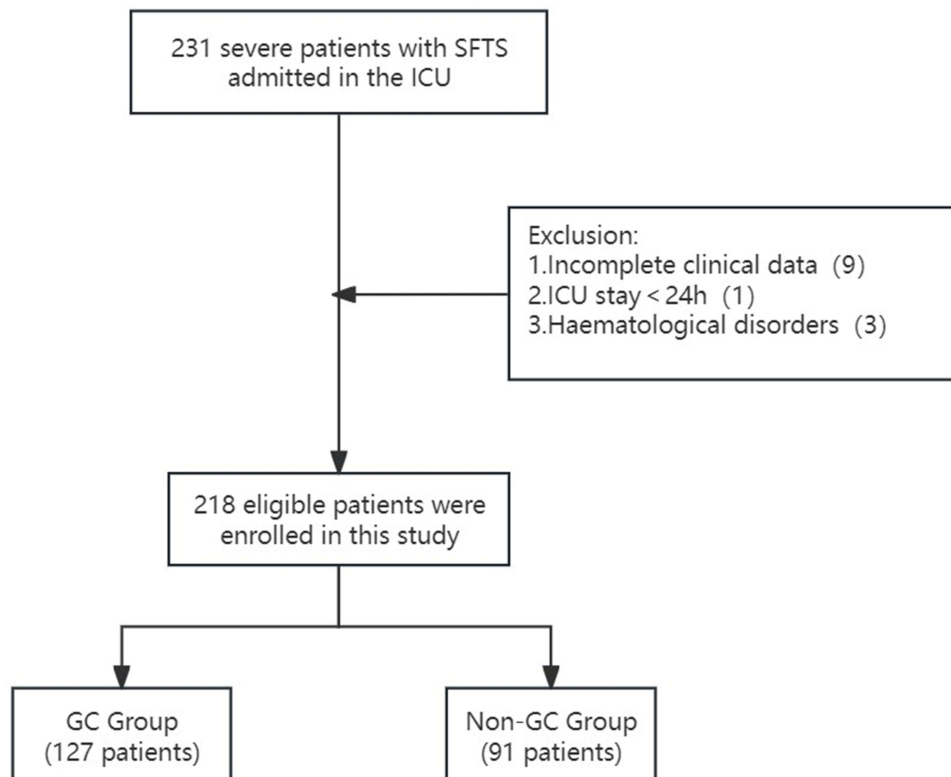 231 severe patients with SFTS
admitted in the ICU
Exclusion:
1.Incomplete clinical data (9)
2.ICU stay < 24h (1)
3.Haematological disorders (3)
218 eligible patients were
enrolled in this study
GC Group
(127 patients)
Non-GC Group
(91 patients)